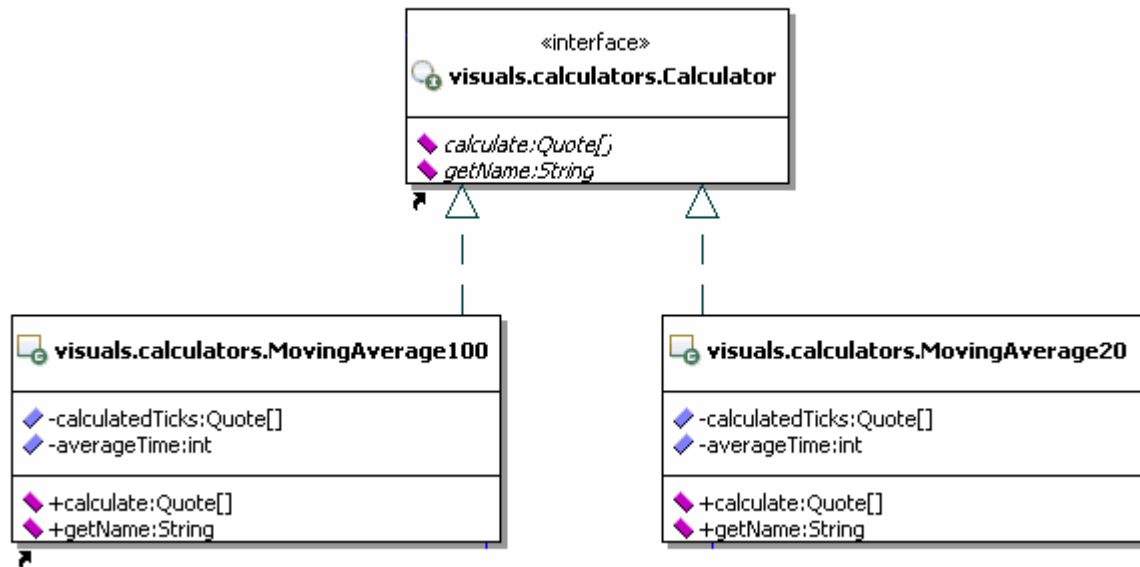 «interface»
visuals.calculators.Calculator
calculate:Quote[]
getName:String
visuals.calculators.MovingAverage100
-calculatedTicks:Quote[]
-averageTime:int
+calculate:Quote[]
+getName:String
visuals.calculators.MovingAverage20
-calculatedTicks:Quote[]
-averageTime:int
+calculate:Quote[]
+getName:String